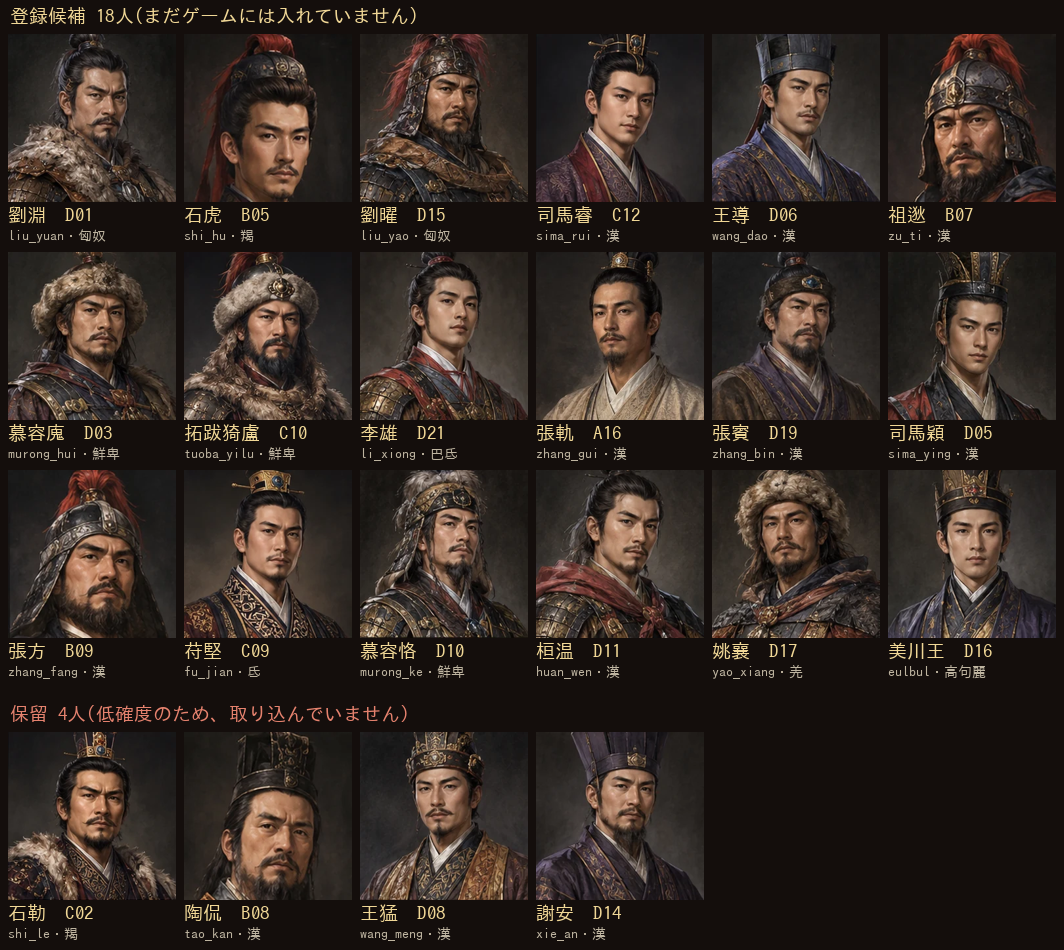 登録候補 18人(まだゲームには入れていません)
劉淵 D01
liu_yuan・匈奴
石虎 B05
shi_hu・羯
劉曜 D15
liu_yao・匈奴
司馬睿 C12
sima_rui・漢
王導 D06
wang_dao・漢
祖逖 B07
zu_ti・漢
慕容廆 D03
murong_hui・鮮卑
拓跋猗盧 C10
tuoba_yilu・鮮卑
李雄 D21
li_xiong・巴氐
張軌 A16
zhang_gui・漢
張賓 D19
zhang_bin・漢
司馬穎 D05
sima_ying・漢
張方 B09
zhang_fang・漢
苻堅 C09
fu_jian・氐
慕容恪 D10
murong_ke・鮮卑
桓温 D11
huan_wen・漢
姚襄 D17
yao_xiang・羌
美川王 D16
eulbul・高句麗
保留 4人(低確度のため、取り込んでいません)
石勒 C02
shi_le・羯
陶侃 B08
tao_kan・漢
王猛 D08
wang_meng・漢
謝安 D14
xie_an・漢